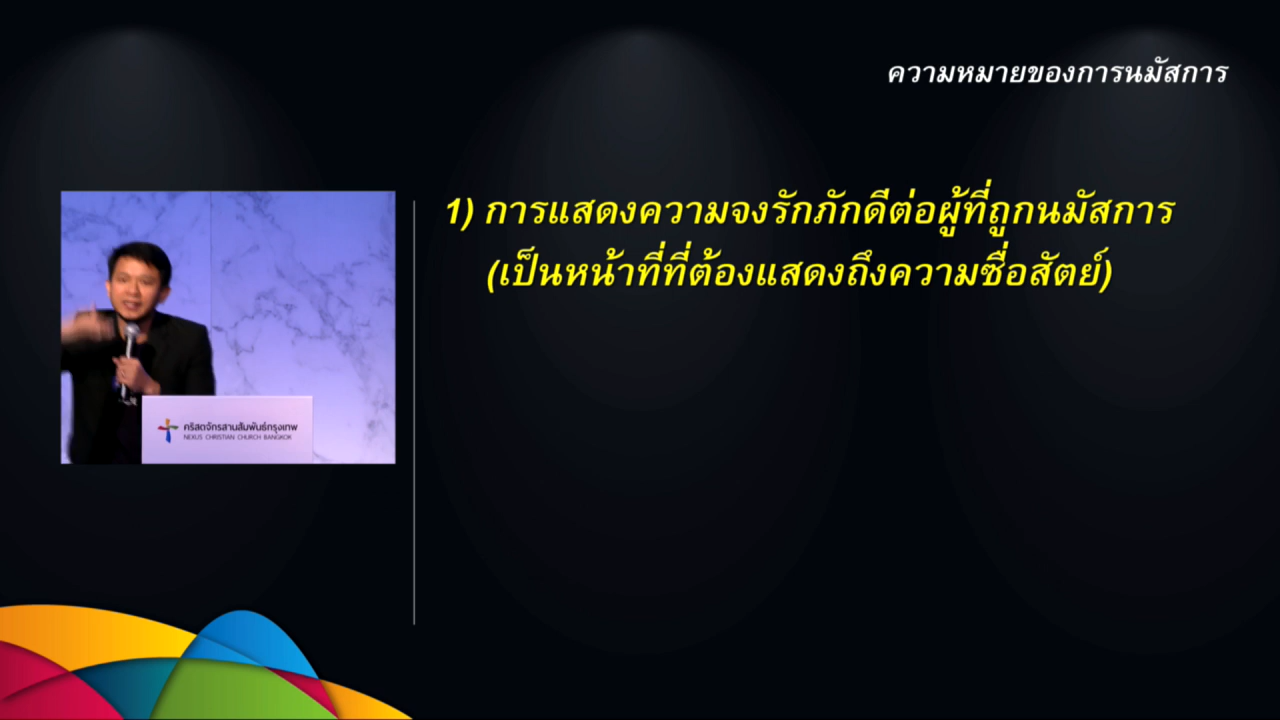 ความหมายของการนมัสการ
1) การแสดงความจงรักภักดีต่อผู้ที่ถูกนมัสการ
(เป็นหน้าที่ที่ต้องแสดงถึงความซื่อสัตย์)
คริสตจักรสานสัมพันธ์กรุงเทพ
NEXUS CHRISTIAN CHURCH BANGKOK